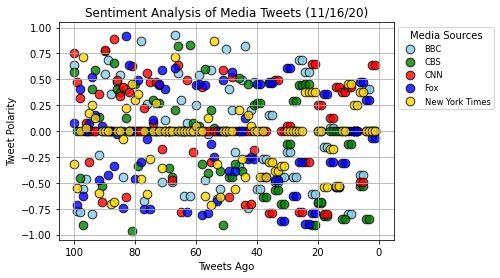 Sentiment Analysis of Media Tweets (11/16/20)
1.00
0.75
0.50
0.25
0.00
−0.25
−0.50
−0.75
−1.00
Tweet Polarity
100
80
60
40
20
0
Tweets Ago
Media Sources
BBC
CBS
CNN
Fox
New York Times